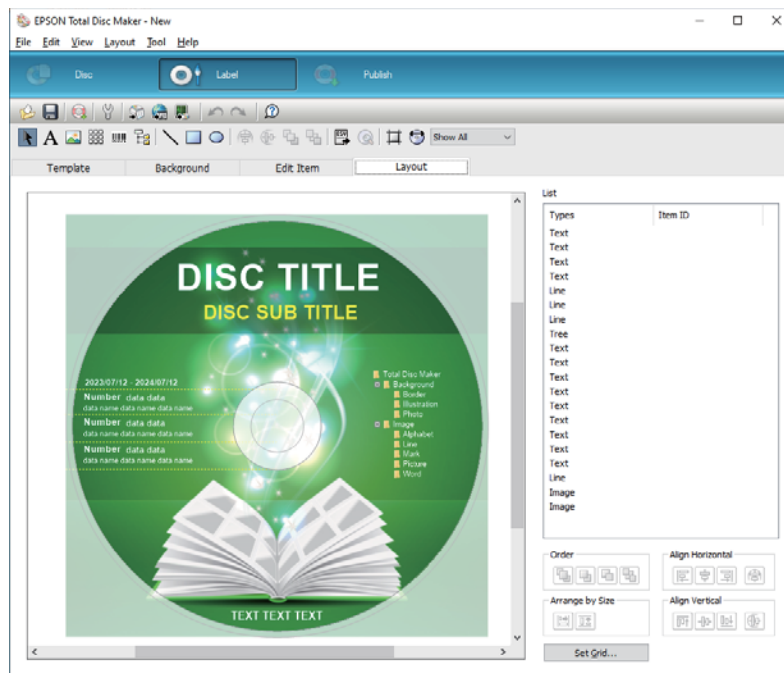 EPSON Total Disc Maker - New
File Edit View Layout Tool Help
Disc Label Publish
A Show All
Template Background Edit Item Layout
List
Types Item ID
Text
Text
Text
Text
Line
Line
Line
Tree
Text
Text
Text
Text
Text
Text
Text
Text
Text
Line
Image
Image
DISC TITLE
DISC SUB TITLE
2023/07/12 - 2024/07/12
Number data data
data name data name data name
Number data data
data name data name data name
Number data data
data name data name data name
Total Disc Maker
Background
Border
Illustration
Photo
Image
Alphabet
Line
Mark
Picture
Word
TEXT TEXT TEXT
Order
Align Horizontal
Arrange by Size
Align Vertical
Set Grid...